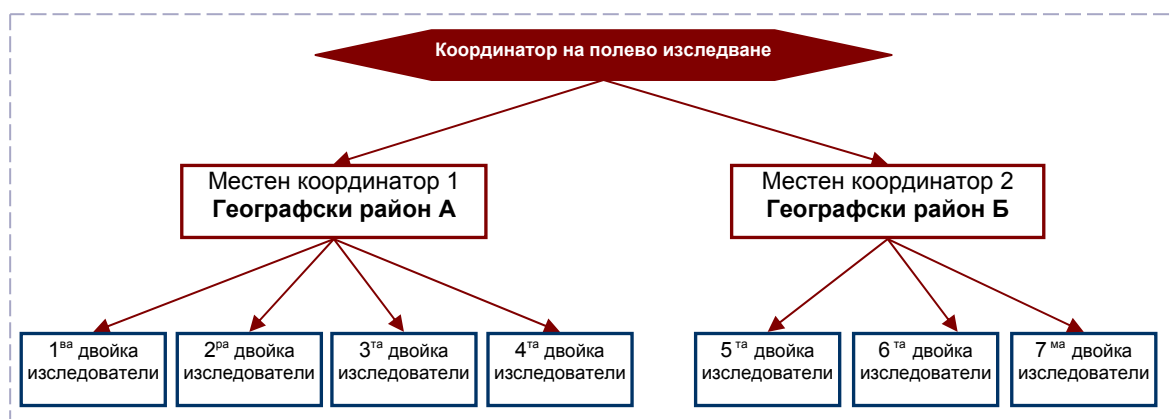 Координатор на полево изследване
Местен координатор 1
Географски район А
Местен координатор 2
Географски район Б
1ва двойка
изследователи
2ра двойка
изследователи
3та двойка
изследователи
4та двойка
изследователи
5та двойка
изследователи
6та двойка
изследователи
7ма двойка
изследователи